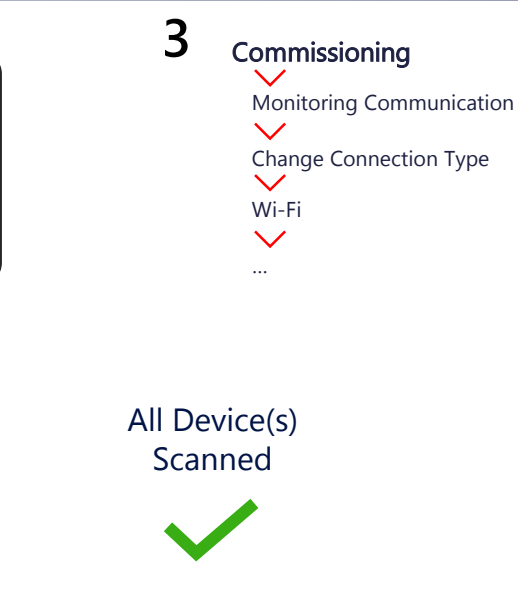 3
Commissioning
Monitoring Communication
Change Connection Type
Wi-Fi
...
All Device(s)
Scanned